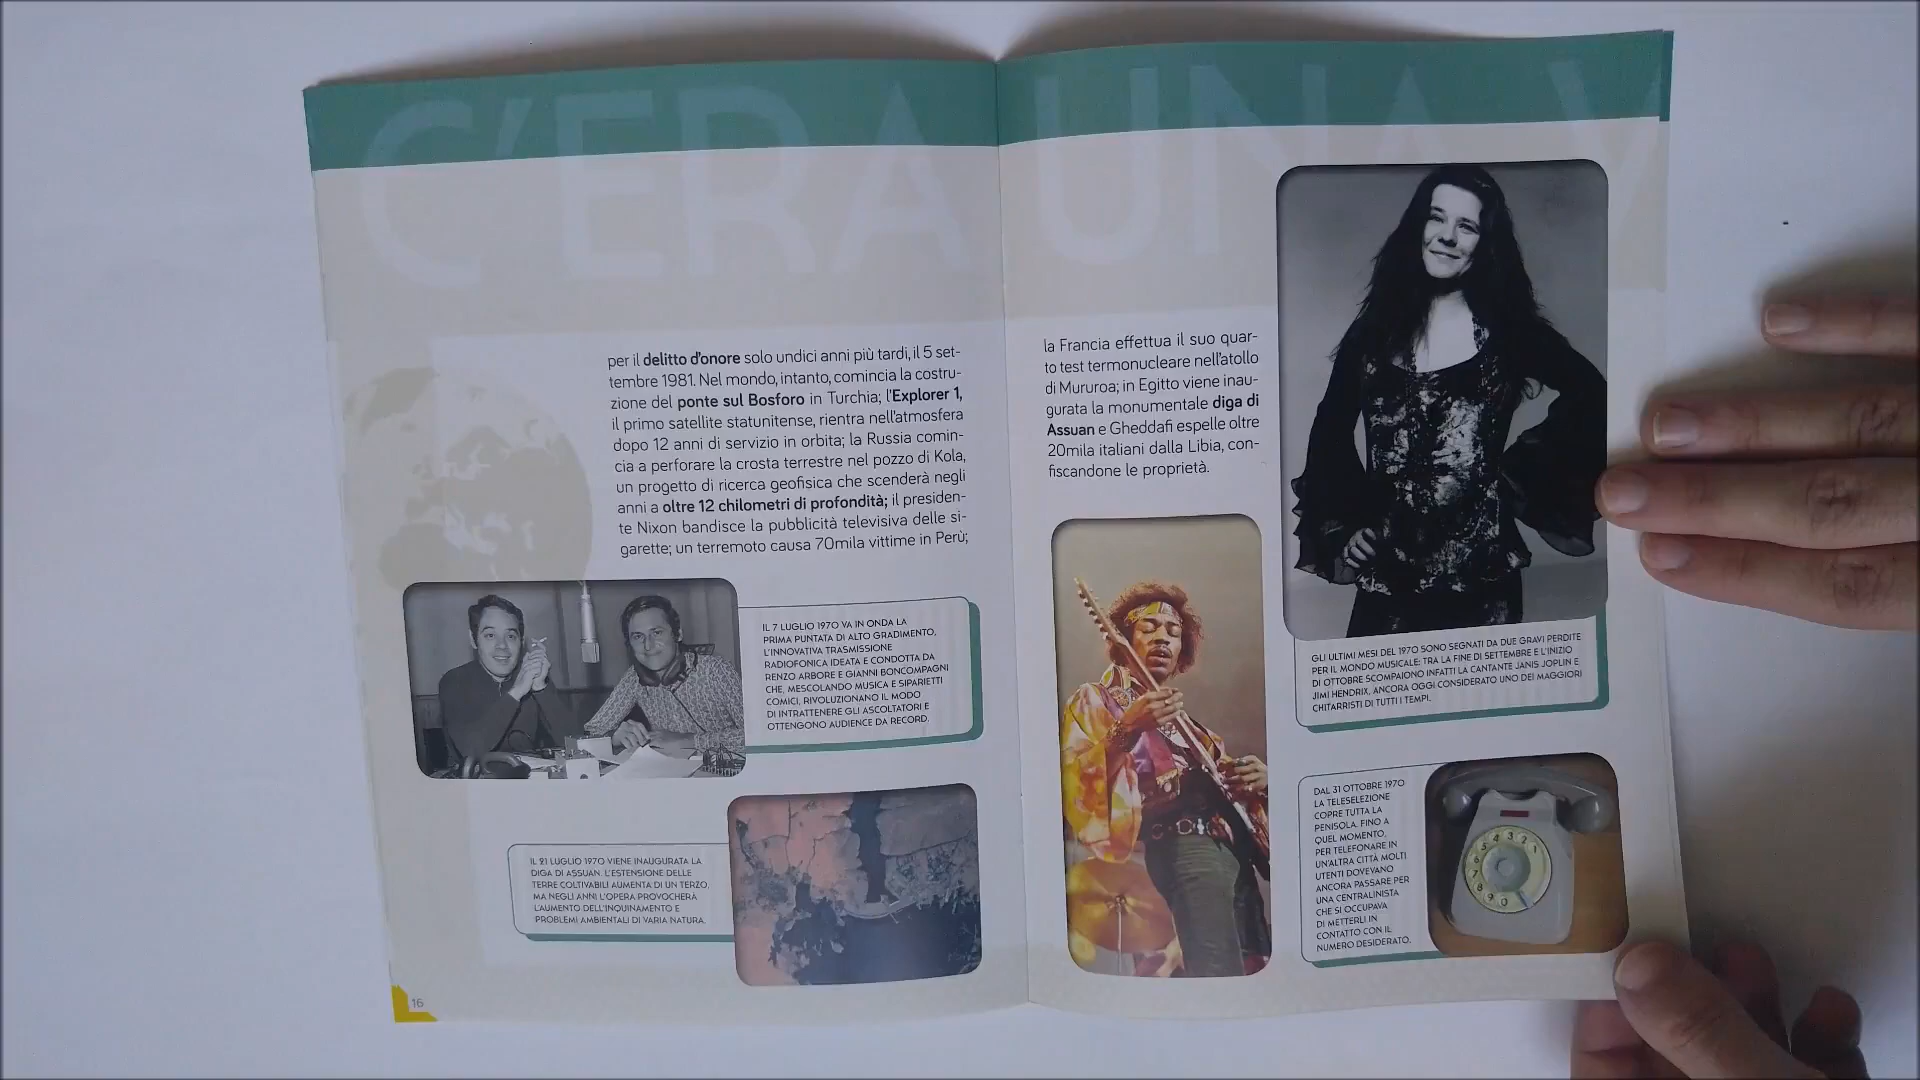 C'ERA UNA V
per il delitto d'onore solo undici anni più tardi, il 5 set-
tembre 1981. Nel mondo, intanto, comincia la costru-
zione del ponte sul Bosforo in Turchia; l'Explorer 1,
il primo satellite statunitense, rientra nell'atmosfera
dopo 12 anni di servizio in orbita; la Russia comin-
cia a perforare la crosta terrestre nel pozzo di Kola,
un progetto di ricerca geofisica che scenderà negli
anni a oltre 12 chilometri di profondità; il presiden-
te Nixon bandisce la pubblicità televisiva delle si-
garette; un terremoto causa 70mila vittime in Perù;
IL 7 LUGLIO 1970 VA IN ONDA LA
PRIMA PUNTATA DI ALTO GRADIMENTO,
L'INNOVATIVA TRASMISSIONE
RADIOFONICA IDEATA E CONDOTTA DA
RENZO ARBORE E GIANNI BONCOMPAGNI
CHE, MESCOLANDO MUSICA E SIPARIETTI
COMICI, RIVOLUZIONANO IL MODO
DI INTRATTENERE GLI ASCOLTATORI E
OTTENGONO AUDIENCE DA RECORD.
IL 21 LUGLIO 1970 VIENE INAUGURATA LA
DIGA DI ASSUAN. L'ESTENSIONE DELLE
TERRE COLTIVABILI AUMENTA DI UN TERZO,
MA NEGLI ANNI L'OPERA PROVOCHERÀ
L'AUMENTO DELL'INQUINAMENTO E
PROBLEMI AMBIENTALI DI VARIA NATURA.
16
la Francia effettua il suo quar-
to test termonucleare nell'atollo
di Mururoa; in Egitto viene inau-
gurata la monumentale diga di
Assuan e Gheddafi espelle oltre
20mila italiani dalla Libia, con-
fiscandone le proprietà.
GLI ULTIMI MESI DEL 1970 SONO SEGNATI DA DUE GRAVI PERDITE
PER IL MONDO MUSICALE: TRA LA FINE DI SETTEMBRE E L'INIZIO
DI OTTOBRE SCOMPAIONO INFATTI LA CANTANTE JANIS JOPLIN E
JIMI HENDRIX, ANCORA OGGI CONSIDERATO UNO DEI MAGGIORI
CHITARRISTI DI TUTTI I TEMPI.
DAL 31 OTTOBRE 1970
LA TELESELEZIONE
COPRE TUTTA LA
PENISOLA. FINO A
QUEL MOMENTO,
PER TELEFONARE IN
UN'ALTRA CITTÀ MOLTI
UTENTI DOVEVANO
ANCORA PASSARE PER
UNA CENTRALINISTA
CHE SI OCCUPAVA
DI METTERLI IN
CONTATTO CON IL
NUMERO DESIDERATO.
1
2
3
4
5
6
7
8
9
0